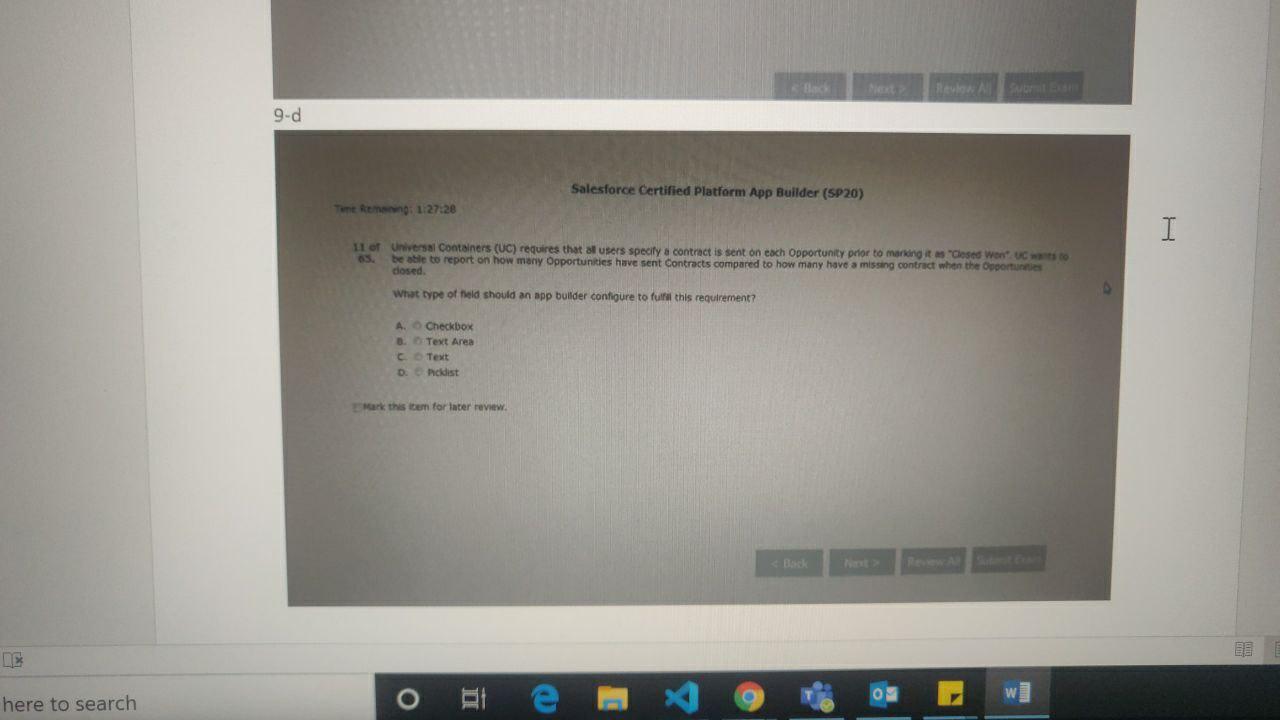 < Back Next > Review All Submit Exam
9-d
Salesforce Certified Platform App Builder (SP20)
Time Remaining: 1:27:28
11 of Universal Containers (UC) requires that all users specify a contract is sent on each Opportunity prior to marking it as "Closed Won". UC wants to
65. be able to report on how many Opportunities have sent Contracts compared to how many have a missing contract when the Opportunities
closed.
What type of field should an app builder configure to fulfill this requirement?
A. Checkbox
B. Text Area
C. Text
D. Picklist
Mark this item for later review.
< Back Next > Review All Submit Exam
here to search